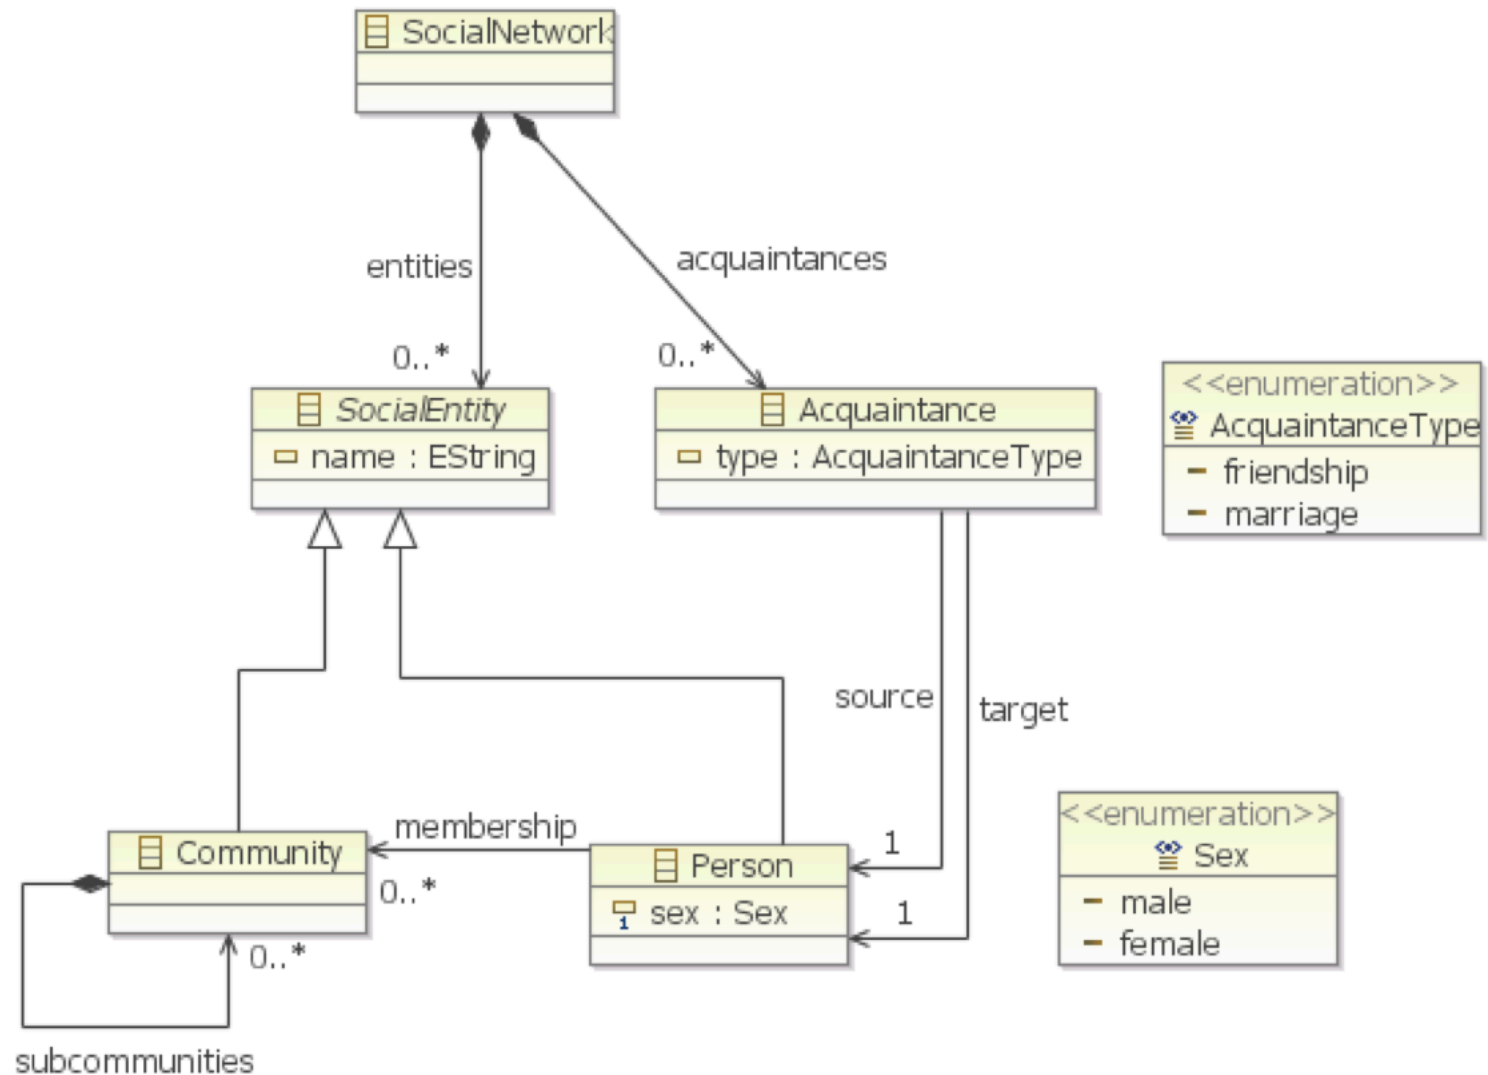 SocialNetwork
entities
acquaintances
0..*
0..*
SocialEntity
name : EString
Acquaintance
type : AcquaintanceType
<<enumeration>>
AcquaintanceType
friendship
marriage
source
target
membership
0..*
Community
0..*
subcommunities
Person
1
sex : Sex
1
1
<<enumeration>>
Sex
male
female